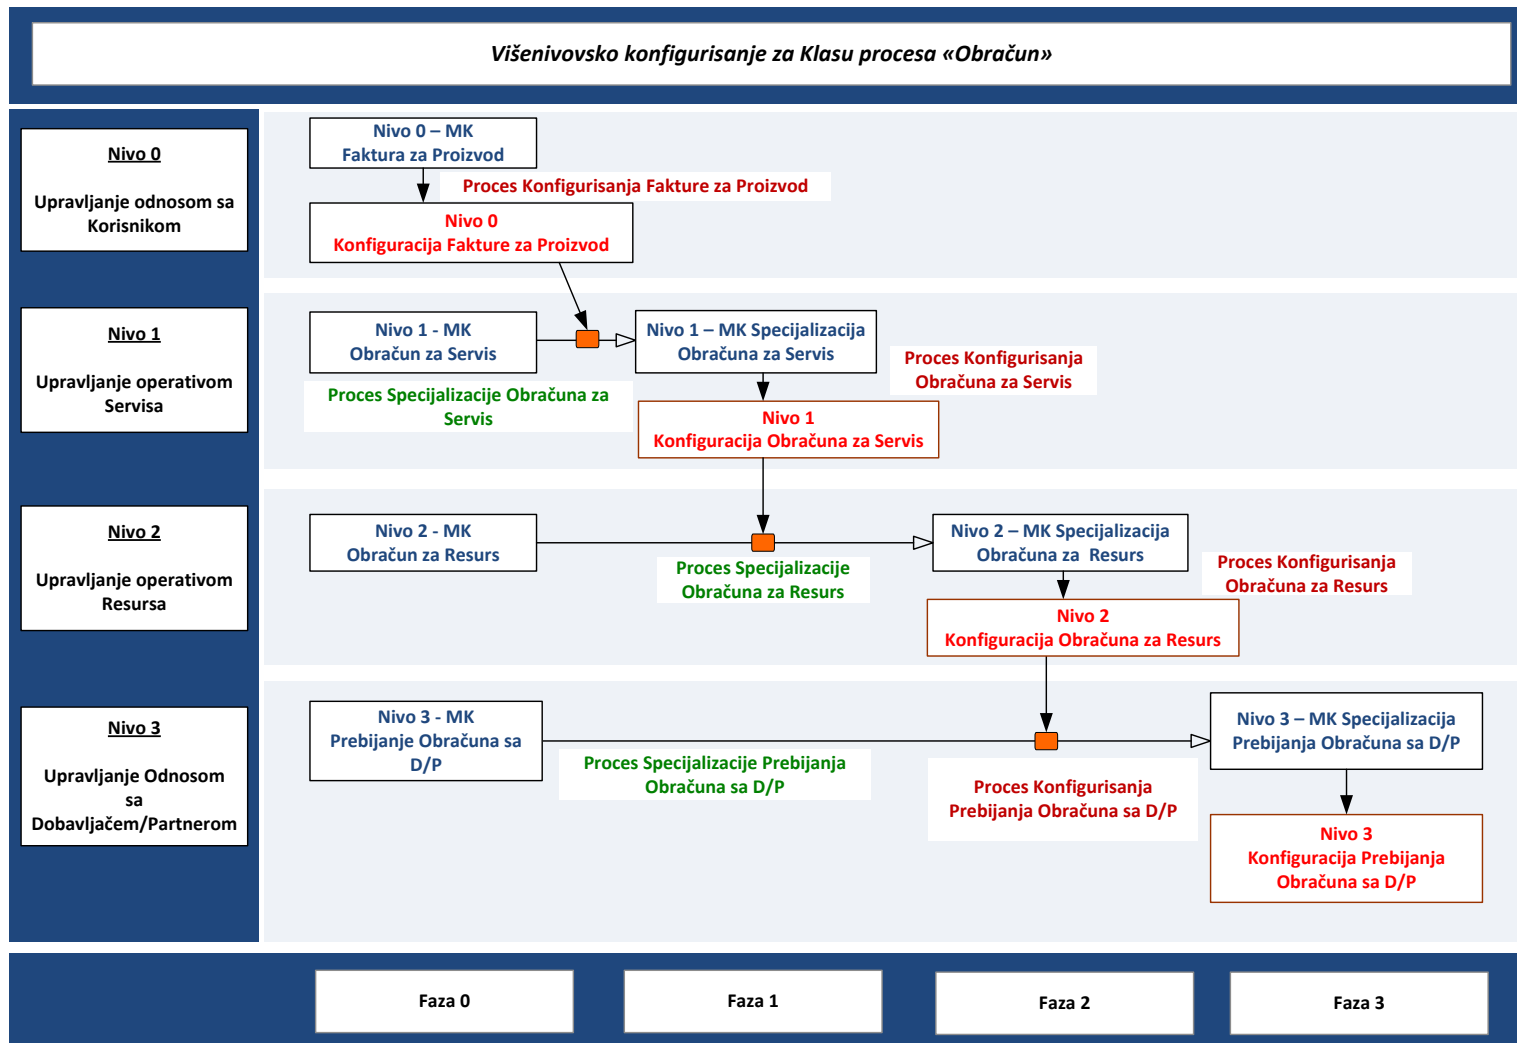 Višenivovsko konfigurisanje za Klasu procesa «Obračun»
Nivo 0
Upravljanje odnosom sa
Korisnikom
Nivo 0 – MK
Faktura za Proizvod
Proces Konfigurisanja Fakture za Proizvod
Nivo 0
Konfiguracija Fakture za Proizvod
Nivo 1
Upravljanje operativom
Servisa
Nivo 1 - MK
Obračun za Servis
Nivo 1 – MK Specijalizacija
Obračuna za Servis
Proces Konfigurisanja
Obračuna za Servis
Proces Specijalizacije Obračuna za
Servis
Nivo 1
Konfiguracija Obračuna za Servis
Nivo 2
Upravljanje operativom
Resursa
Nivo 2 - MK
Obračun za Resurs
Nivo 2 – MK Specijalizacija
Obračuna za  Resurs
Proces Specijalizacije
Obračuna za Resurs
Proces Konfigurisanja
Obračuna za Resurs
Nivo 2
Konfiguracija Obračuna za Resurs
Nivo 3
Upravljanje Odnosom
sa
Dobavljačem/Partnerom
Nivo 3 - MK
Prebijanje Obračuna sa
D/P
Nivo 3 – MK Specijalizacija
Prebijanja Obračuna sa D/P
Proces Specijalizacije Prebijanja
Obračuna sa D/P
Proces Konfigurisanja
Prebijanja Obračuna sa D/P
Nivo 3
Konfiguracija Prebijanja
Obračuna sa D/P
Faza 0
Faza 1
Faza 2
Faza 3